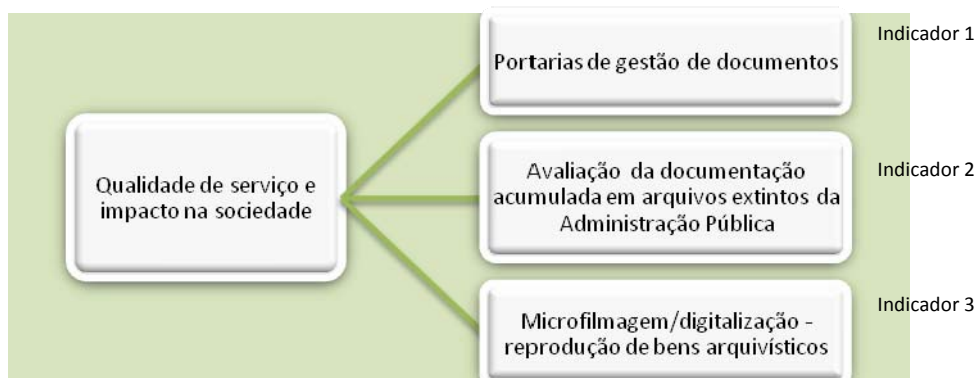 Indicador 1
Portarias de gestão de documentos
Qualidade de serviço e
impacto na sociedade
Avaliação da documentação
acumulada em arquivos extintos da
Administração Pública
Indicador 2
Microfilmagem/digitalização -
reprodução de bens arquivísticos
Indicador 3